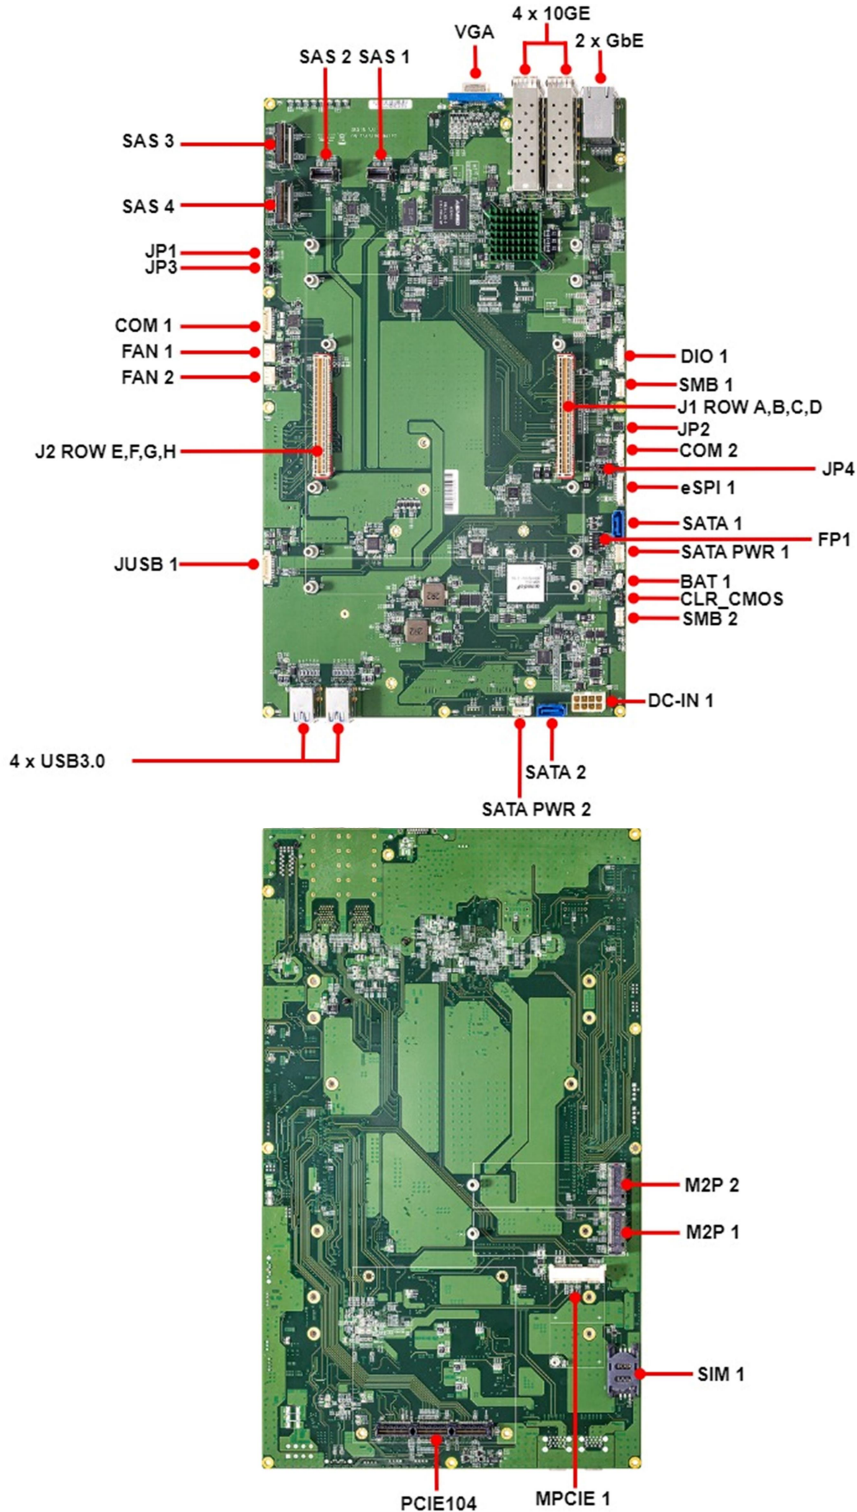 4 x 10GE
VGA
2 x GbE
SAS 2
SAS 1
SAS 3
SAS 4
JP1
JP3
COM 1
FAN 1
FAN 2
DIO 1
SMB 1
J1 ROW A,B,C,D
JP2
COM 2
J2 ROW E,F,G,H
JP4
eSPI 1
SATA 1
FP1
SATA PWR 1
JUSB 1
BAT 1
CLR_CMOS
SMB 2
2R2
2R2
DC-IN 1
4 x USB3.0
SATA 2
SATA PWR 2
M2P 2
M2P 1
SIM 1
MPCIE 1
PCIE104